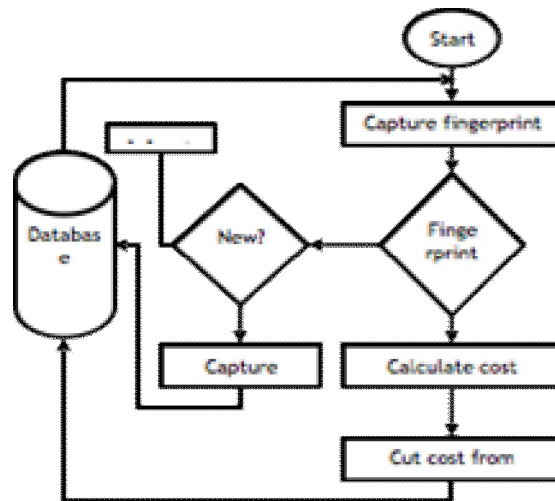 Start
Capture fingerprint
Databas
e
New?
Finge
rprint
Capture
Calculate cost
Cut cost from